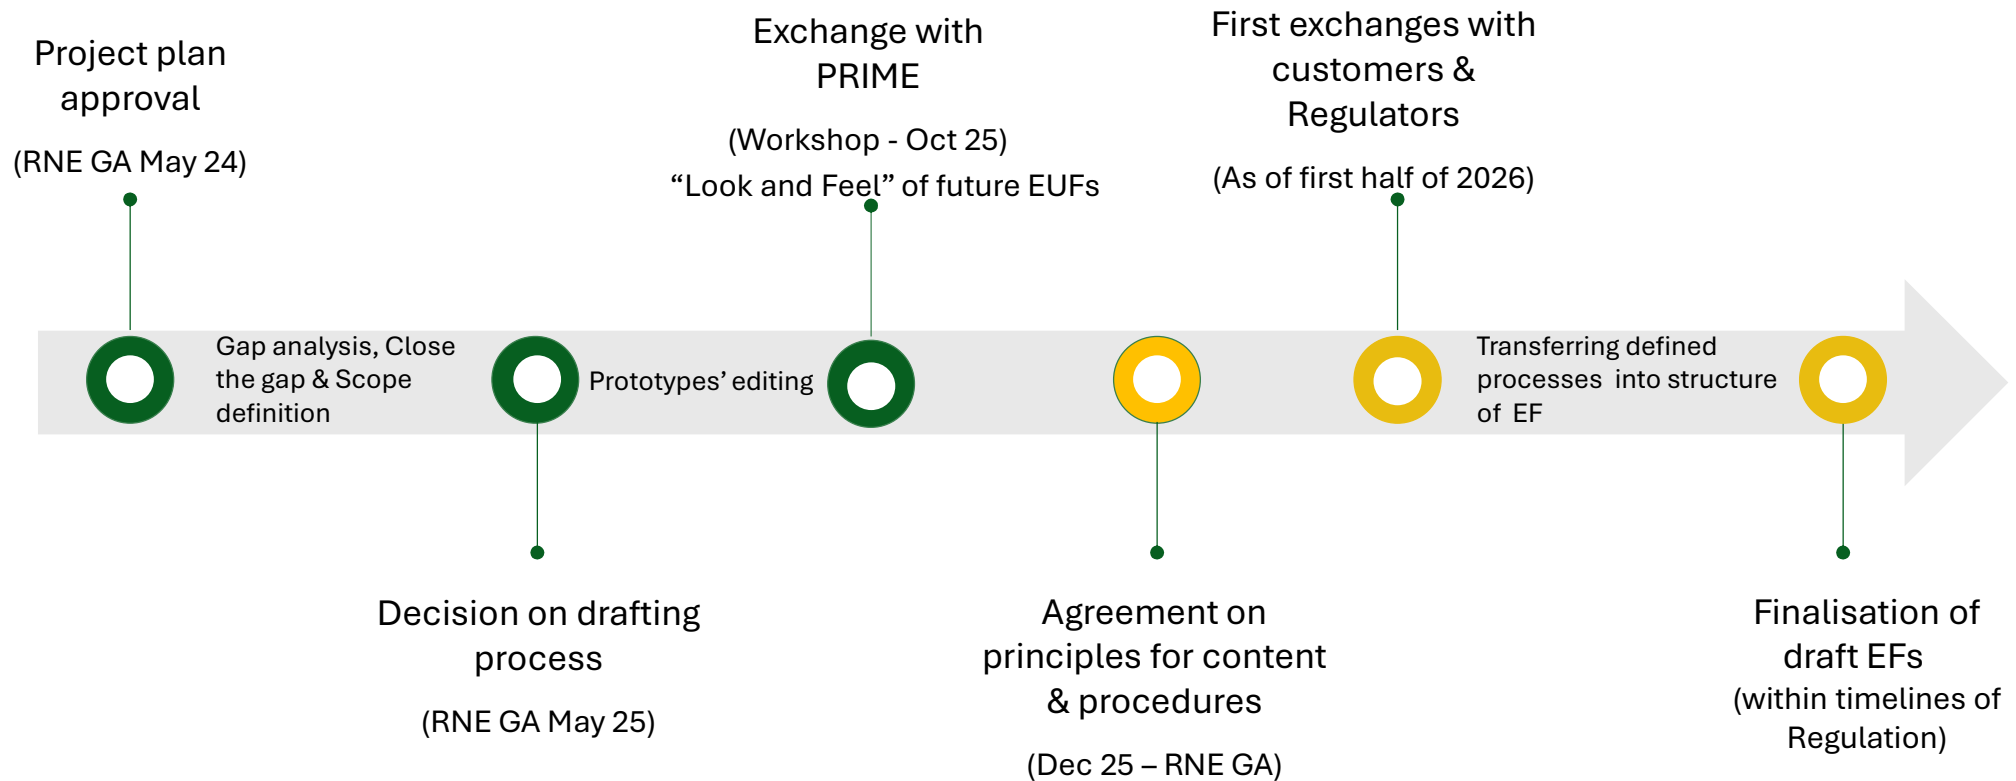 Project plan
approval
(RNE GA May 24)
Exchange with
PRIME
(Workshop - Oct 25)
“Look and Feel” of future EUFs
First exchanges with
customers &
Regulators
(As of first half of 2026)
Gap analysis, Close
the gap & Scope
definition
Prototypes’ editing
Transferring defined
processes  into structure
of  EF
Decision on drafting
process
(RNE GA May 25)
Agreement on
principles for content
& procedures
(Dec 25 – RNE GA)
Finalisation of
draft EFs
(within timelines of
Regulation)